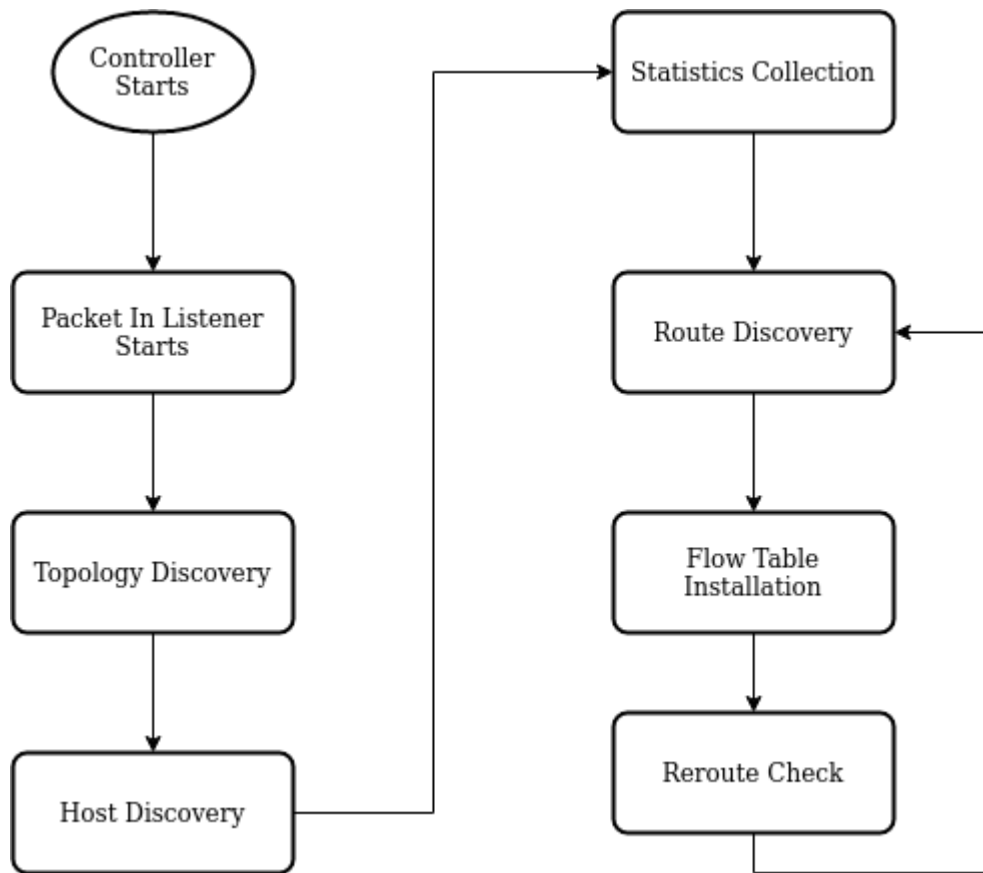 Controller
Starts
Packet In Listener
Starts
Topology Discovery
Host Discovery
Statistics Collection
Route Discovery
Flow Table
Installation
Reroute Check